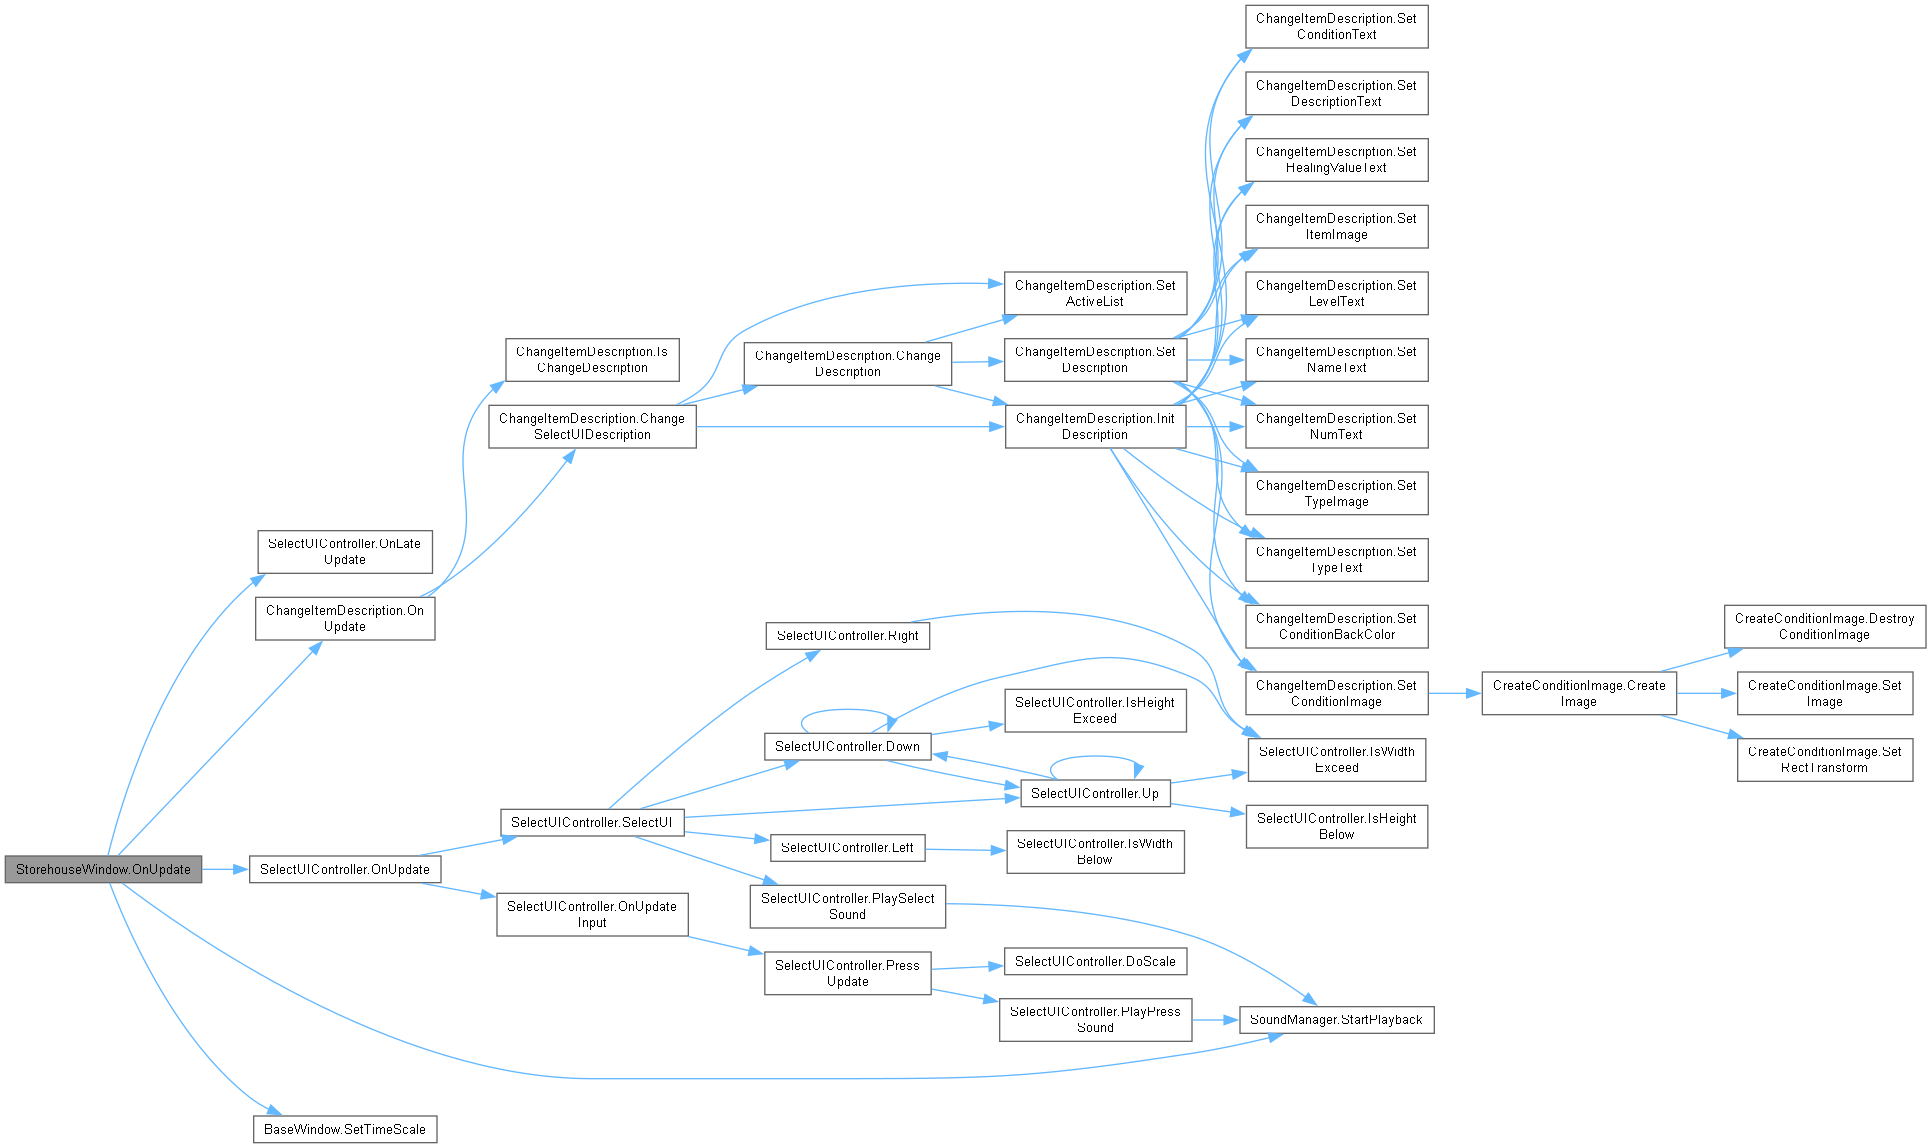 ChangeItemDescription.Set
ConditionText
ChangeItemDescription.Set
DescriptionText
ChangeItemDescription.Set
HealingValueText
ChangeItemDescription.Set
ItemImage
ChangeItemDescription.Set
ActiveList
ChangeItemDescription.Set
LevelText
ChangeItemDescription.Is
ChangeDescription
ChangeItemDescription.Change
Description
ChangeItemDescription.Set
Description
ChangeItemDescription.Set
NameText
ChangeItemDescription.Change
SelectUIDescription
ChangeItemDescription.Init
Description
ChangeItemDescription.Set
NumText
ChangeItemDescription.Set
TypeImage
SelectUIController.OnLate
Update
ChangeItemDescription.Set
TypeText
ChangeItemDescription.On
Update
SelectUIController.Right
ChangeItemDescription.Set
ConditionBackColor
CreateConditionImage.Destroy
ConditionImage
SelectUIController.IsHeight
Exceed
ChangeItemDescription.Set
ConditionImage
CreateConditionImage.Create
Image
CreateConditionImage.Set
Image
SelectUIController.Down
SelectUIController.IsWidth
Exceed
CreateConditionImage.Set
RectTransform
SelectUIController.Up
SelectUIController.SelectUI
SelectUIController.IsHeight
Below
SelectUIController.Left
SelectUIController.IsWidth
Below
StorehouseWindow.OnUpdate
SelectUIController.OnUpdate
SelectUIController.OnUpdate
Input
SelectUIController.PlaySelect
Sound
SelectUIController.Press
Update
SelectUIController.DoScale
SelectUIController.PlayPress
Sound
SoundManager.StartPlayback
BaseWindow.SetTimeScale